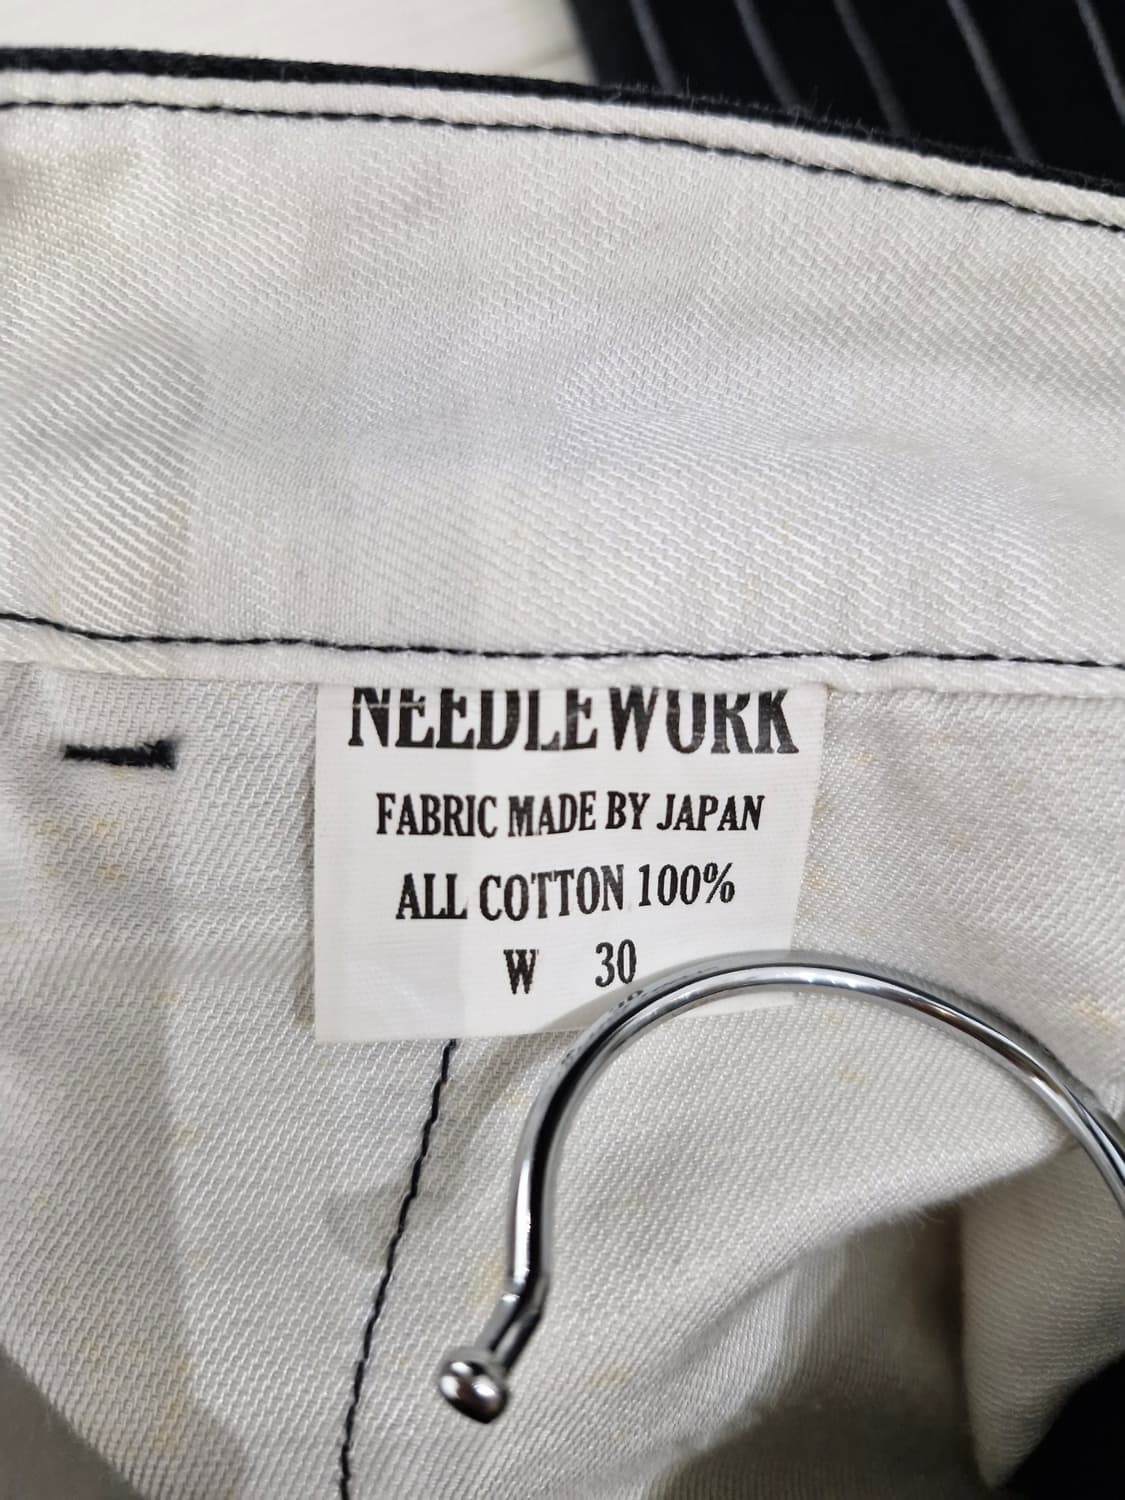 NEEDLEWORK
FABRIC MADE BY JAPAN
ALL COTTON 100%
W 30